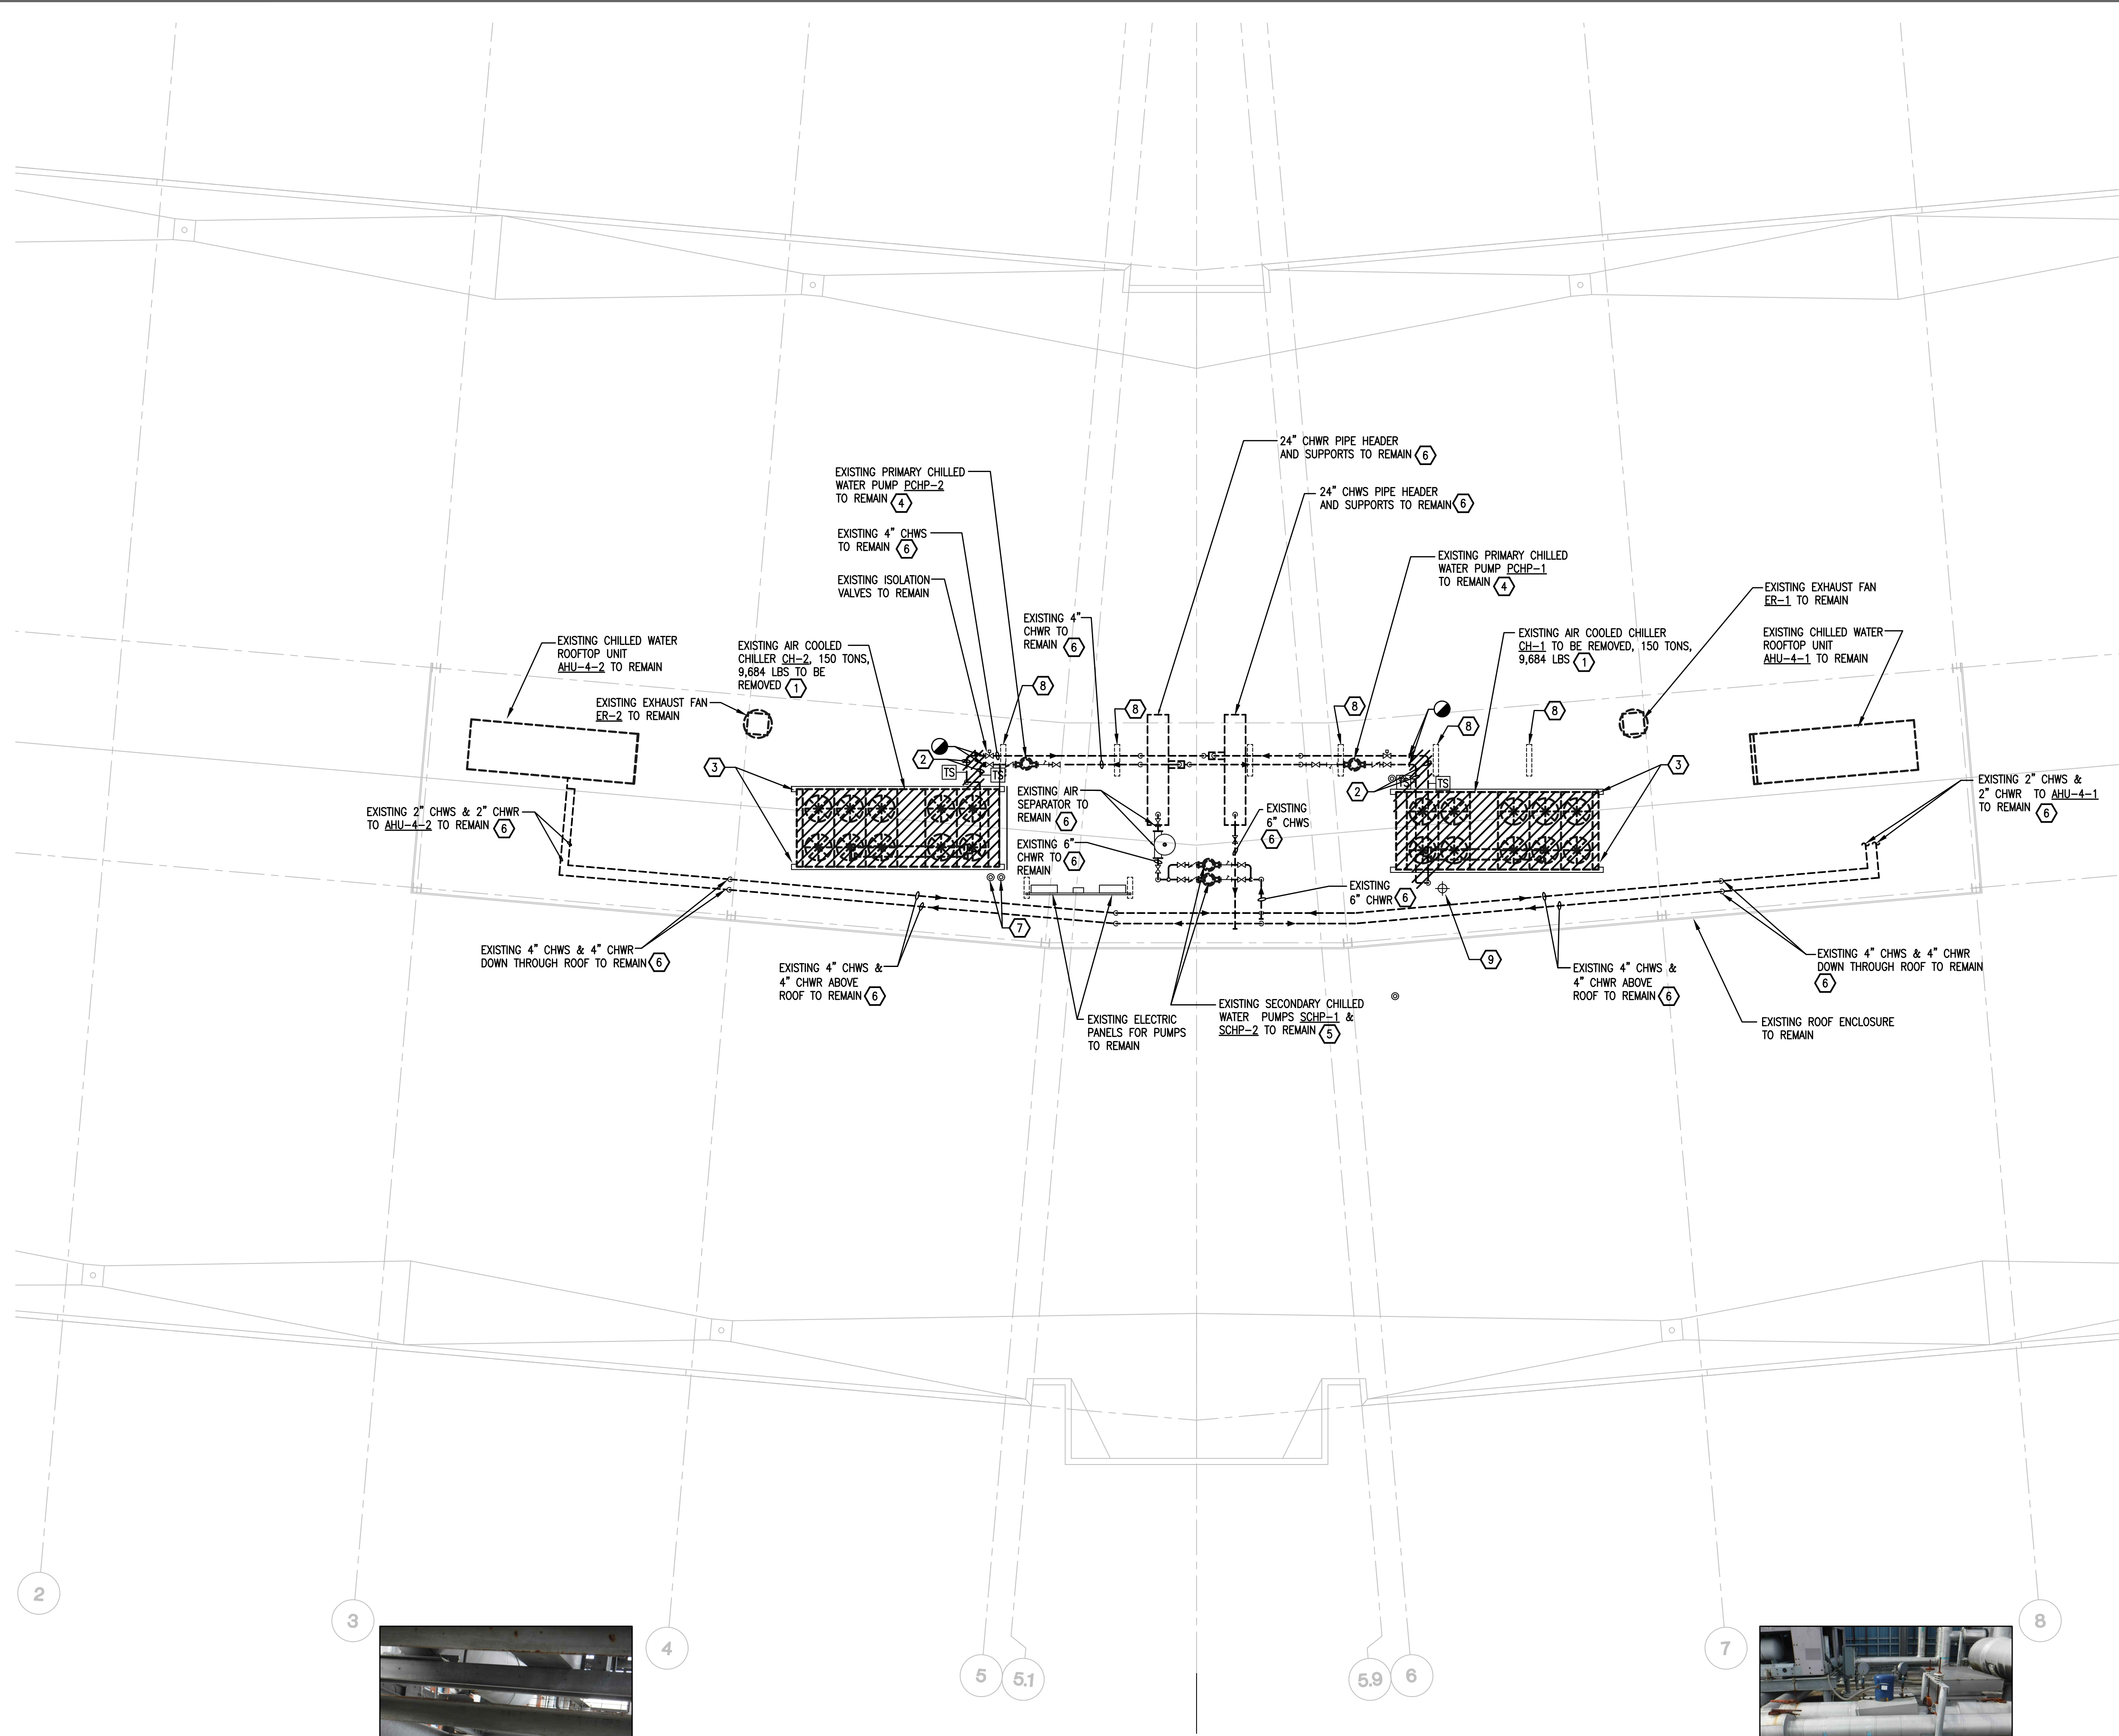 24" CHWR PIPE HEADER
AND SUPPORTS TO REMAIN 6
EXISTING PRIMARY CHILLED
WATER PUMP PCHP-2
TO REMAIN 4
24" CHWS PIPE HEADER
AND SUPPORTS TO REMAIN 6
EXISTING 4" CHWS
TO REMAIN 6
EXISTING PRIMARY CHILLED
WATER PUMP PCHP-1
TO REMAIN 4
EXISTING ISOLATION
VALVES TO REMAIN
EXISTING EXHAUST FAN
ER-1 TO REMAIN
EXISTING 4"
CHWR TO
REMAIN 6
EXISTING CHILLED WATER
ROOFTOP UNIT
AHU-4-2 TO REMAIN
EXISTING AIR COOLED
CHILLER CH-2, 150 TONS,
9,684 LBS TO BE
REMOVED 1
EXISTING AIR COOLED CHILLER
CH-1 TO BE REMOVED, 150 TONS,
9,684 LBS 1
EXISTING CHILLED WATER
ROOFTOP UNIT
AHU-4-1 TO REMAIN
EXISTING EXHAUST FAN
ER-2 TO REMAIN
8
8
8
8
8
2
3
TS
TS
2
TS
TS
3
EXISTING AIR
SEPARATOR TO
REMAIN 6
EXISTING
6" CHWS
6
EXISTING 2" CHWS &
2" CHWR TO AHU-4-1
TO REMAIN 6
EXISTING 2" CHWS & 2" CHWR
TO AHU-4-2 TO REMAIN 6
EXISTING 6"
CHWR TO 6
REMAIN
EXISTING
6" CHWR 6
7
EXISTING 4" CHWS & 4" CHWR
DOWN THROUGH ROOF TO REMAIN 6
EXISTING 4" CHWS &
4" CHWR ABOVE
ROOF TO REMAIN 6
9
EXISTING 4" CHWS &
4" CHWR ABOVE
ROOF TO REMAIN 6
EXISTING 4" CHWS & 4" CHWR
DOWN THROUGH ROOF TO REMAIN
6
EXISTING ELECTRIC
PANELS FOR PUMPS
TO REMAIN
EXISTING SECONDARY CHILLED
WATER PUMPS SCHP-1 &
SCHP-2 TO REMAIN 5
EXISTING ROOF ENCLOSURE
TO REMAIN
2
3
4
5
5.1
5.9
6
7
8